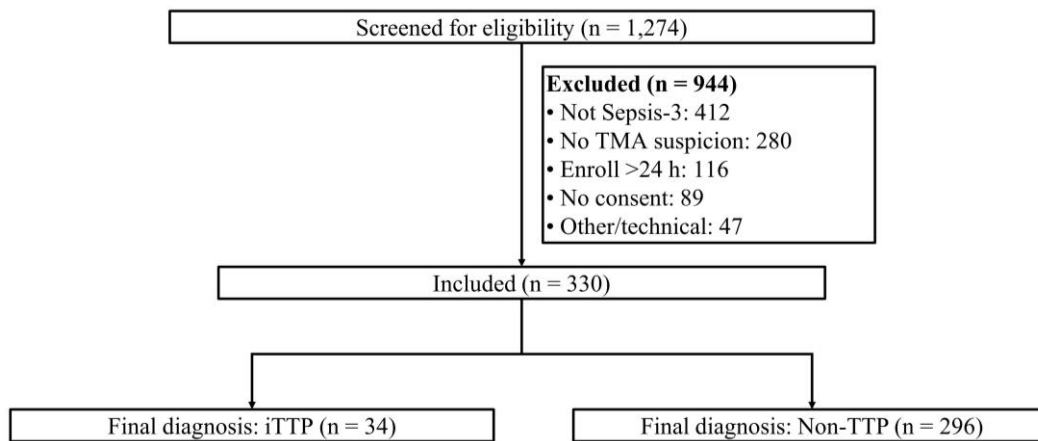 Screened for eligibility (n = 1,274)
Excluded (n = 944)
• Not Sepsis-3: 412
• No TMA suspicion: 280
• Enroll >24 h: 116
• No consent: 89
• Other/technical: 47
Included (n = 330)
Final diagnosis: iTTP (n = 34)
Final diagnosis: Non-TTP (n = 296)